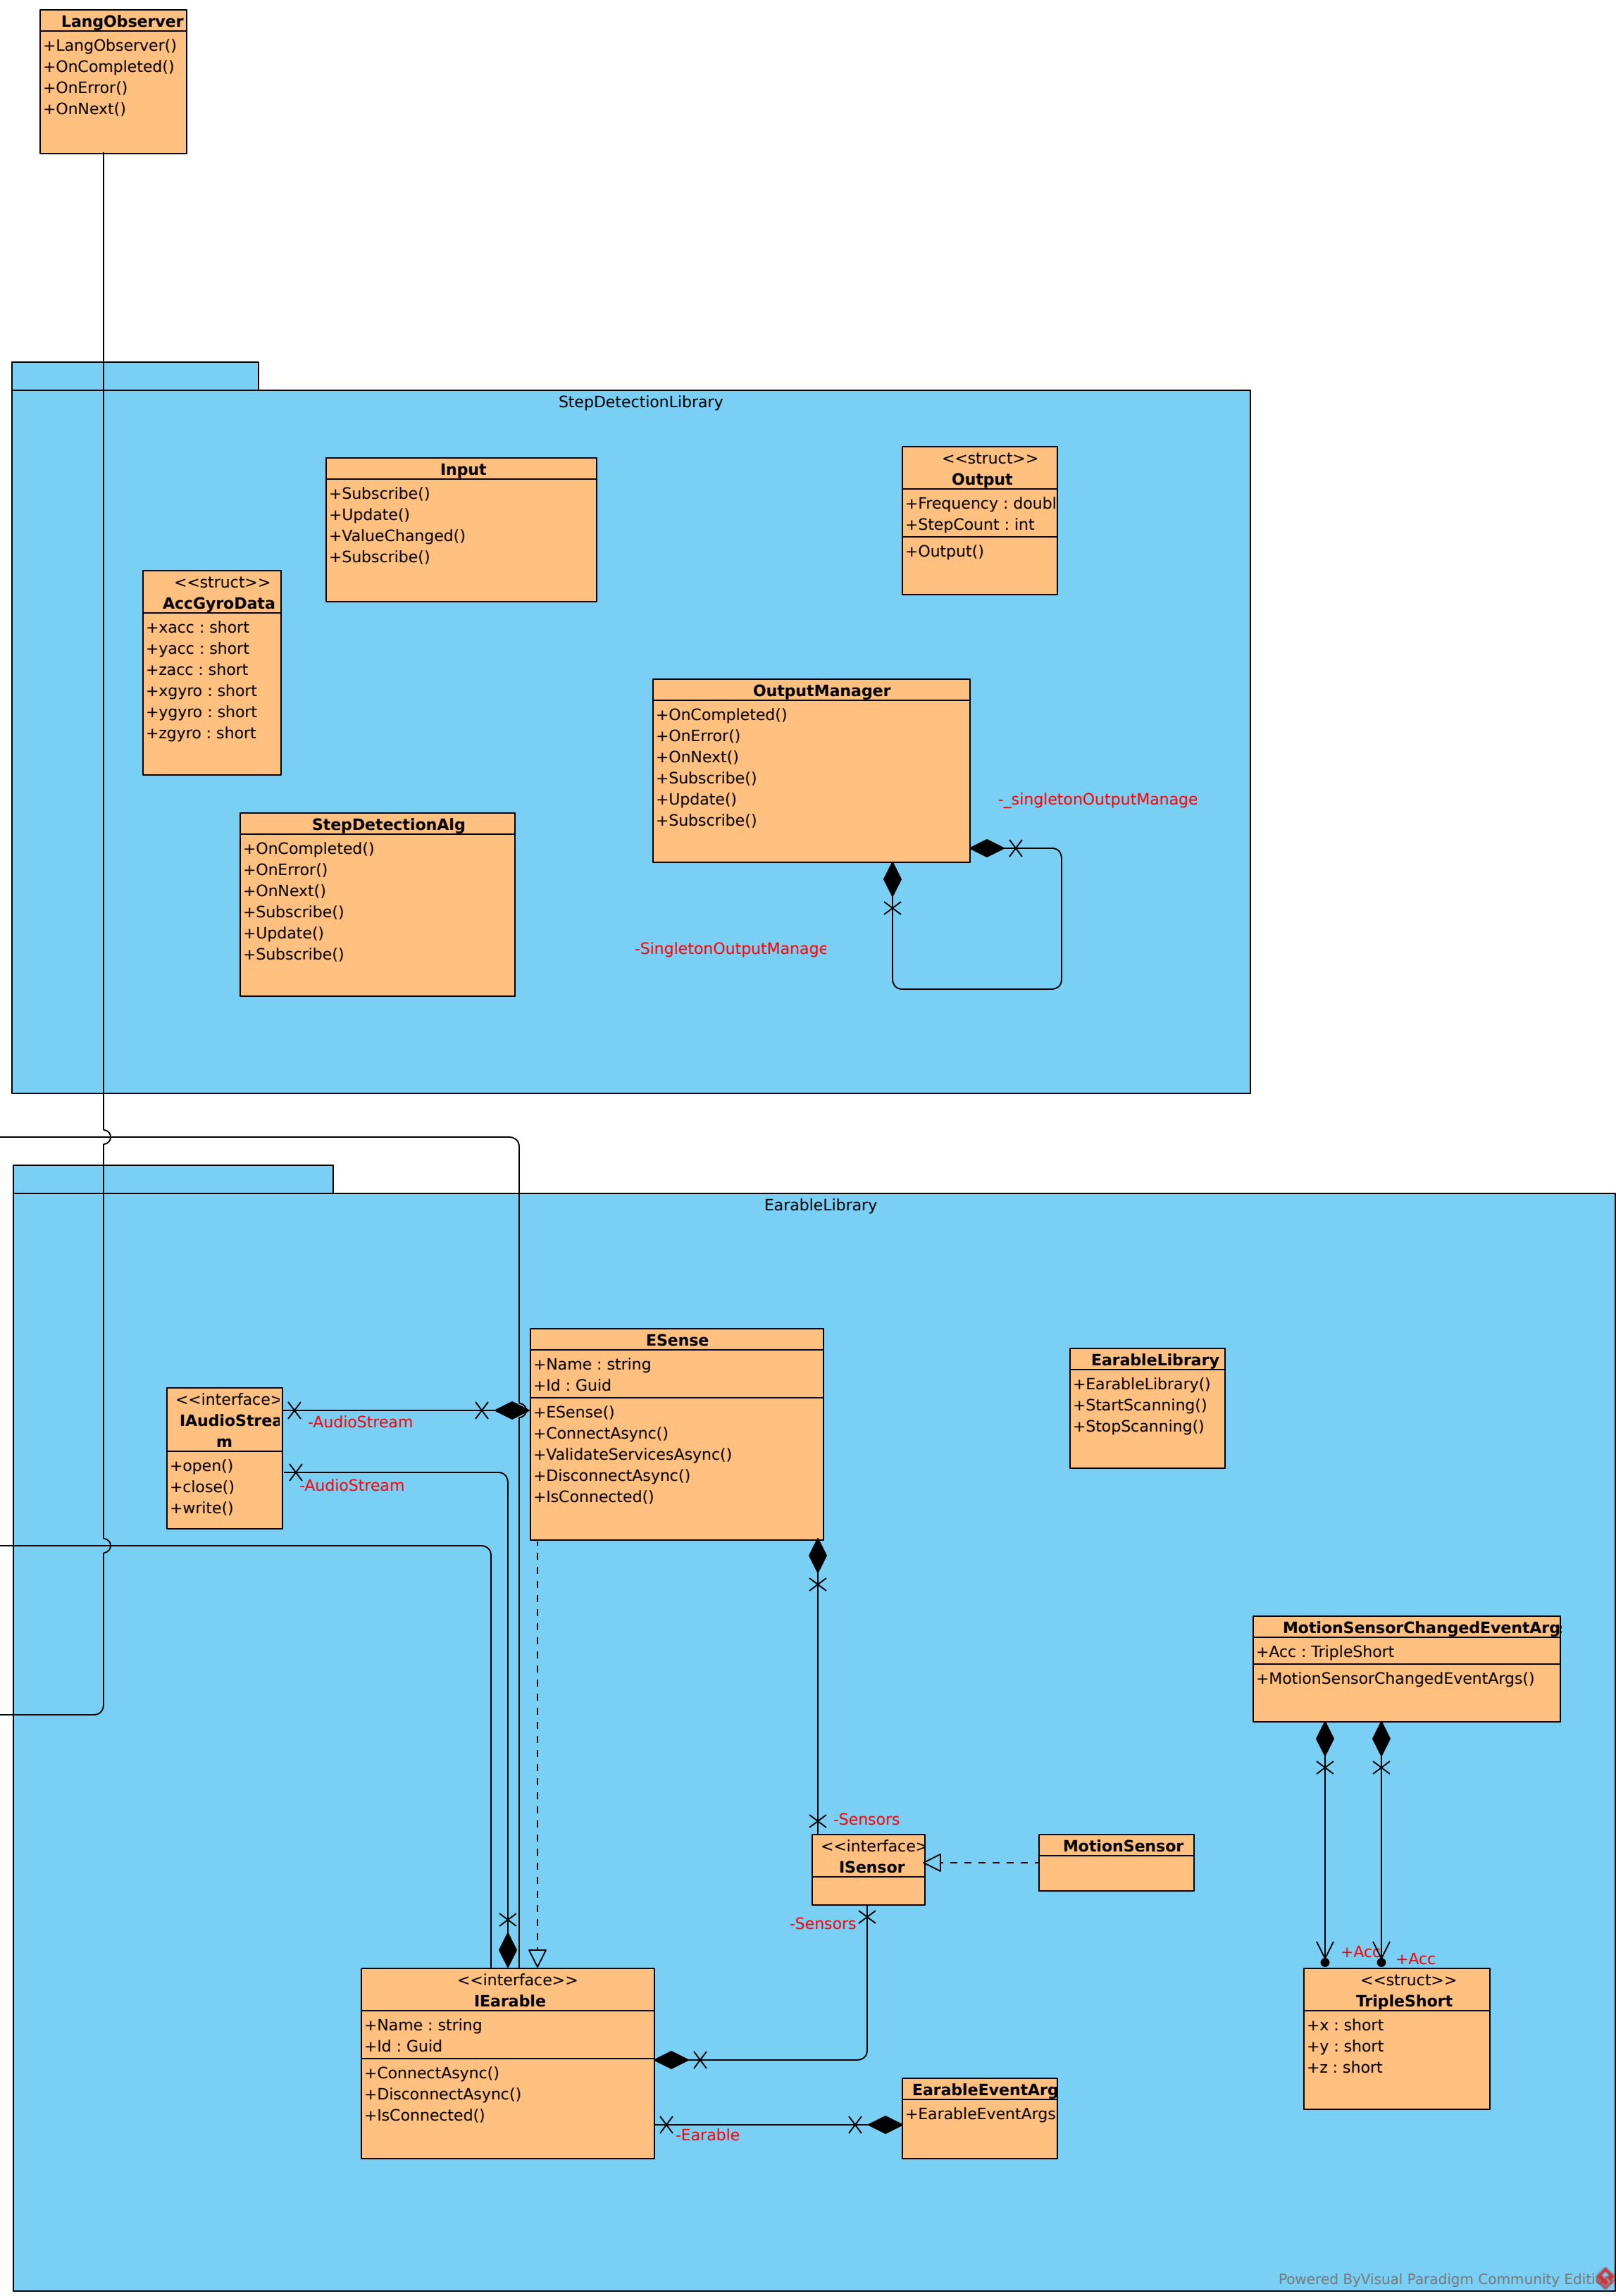 LangObserver
+LangObserver()
+OnCompleted()
+OnError()
+OnNext()
StepDetectionLibrary
Input
+Subscribe()
+Update()
+ValueChanged()
+Subscribe()
<<struct>>
Output
+Frequency : doubl
+StepCount : int
+Output()
<<struct>>
AccGyroData
+xacc : short
+yacc : short
+zacc : short
+xgyro : short
+ygyro : short
+zgyro : short
OutputManager
+OnCompleted()
+OnError()
+OnNext()
+Subscribe()
+Update()
+Subscribe()
-_singletonOutputManage
StepDetectionAlg
+OnCompleted()
+OnError()
+OnNext()
+Subscribe()
+Update()
+Subscribe()
-SingletonOutputManage
EarableLibrary
ESense
+Name : string
+Id : Guid
+ESense()
+ConnectAsync()
+ValidateServicesAsync()
+DisconnectAsync()
+IsConnected()
EarableLibrary
+EarableLibrary()
+StartScanning()
+StopScanning()
<<interface>
IAudioStrea
m
+open()
+close()
+write()
-AudioStream
-AudioStream
MotionSensorChangedEventArg
+Acc : TripleShort
+MotionSensorChangedEventArgs()
-Sensors
<<interface>
ISensor
MotionSensor
-Sensors
+Acc
+Acc
<<interface>>
IEarable
+Name : string
+Id : Guid
+ConnectAsync()
+DisconnectAsync()
+IsConnected()
<<struct>>
TripleShort
+x : short
+y : short
+z : short
EarableEventArg
+EarableEventArgs
-Earable
Powered ByVisual Paradigm Community Editi